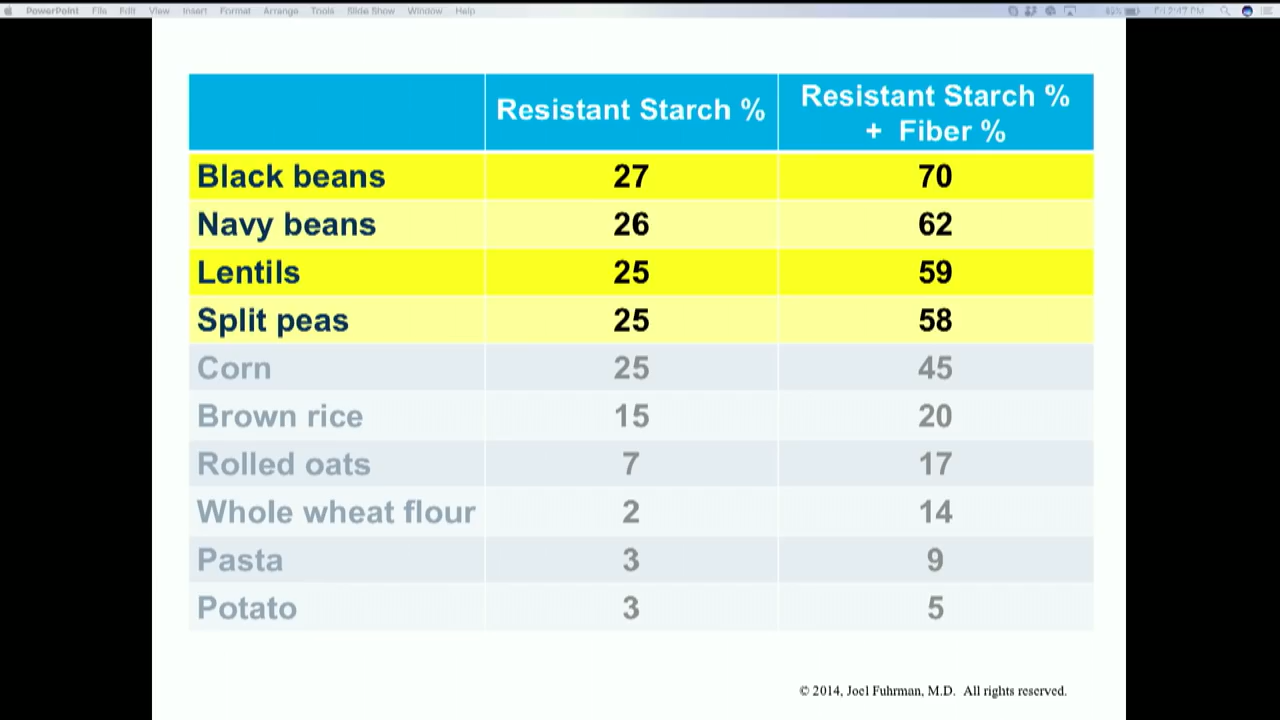 PowerPoint File Edit View Insert Format Arrange Tools Slide Show Window Help
Resistant Starch % Resistant Starch %
+ Fiber %
Black beans 27 70
Navy beans 26 62
Lentils 25 59
Split peas 25 58
Corn 25 45
Brown rice 15 20
Rolled oats 7 17
Whole wheat flour 2 14
Pasta 3 9
Potato 3 5
© 2014, Joel Fuhrman, M.D. All rights reserved.